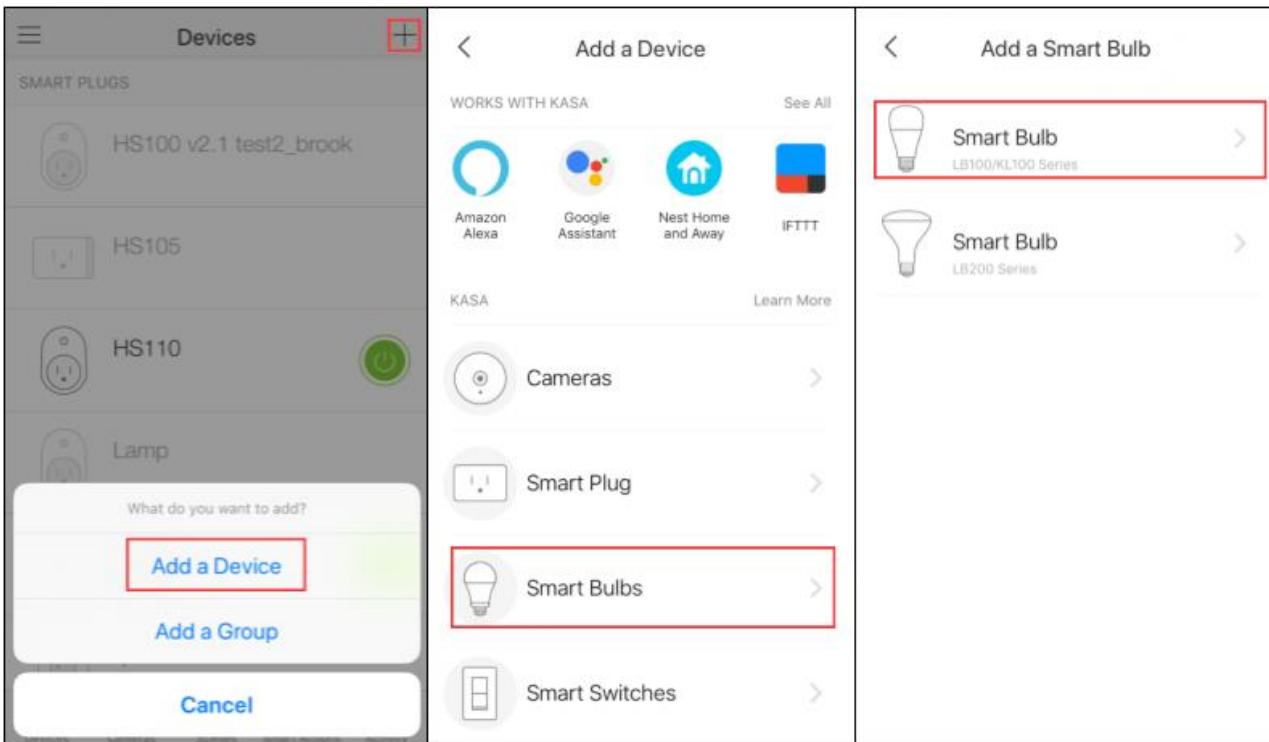 Devices
SMART PLUGS
HS100 v2.1 test2_brook
HS105
HS110
Lamp
What do you want to add?
Add a Device
Add a Group
Cancel
Add a Device
WORKS WITH KASA
See All
Amazon
Alexa
Google
Assistant
Nest Home
and Away
IFTTT
KASA
Learn More
Cameras
Smart Plug
Smart Bulbs
Smart Switches
Add a Smart Bulb
Smart Bulb
LB100/KL100 Series
Smart Bulb
LB200 Series